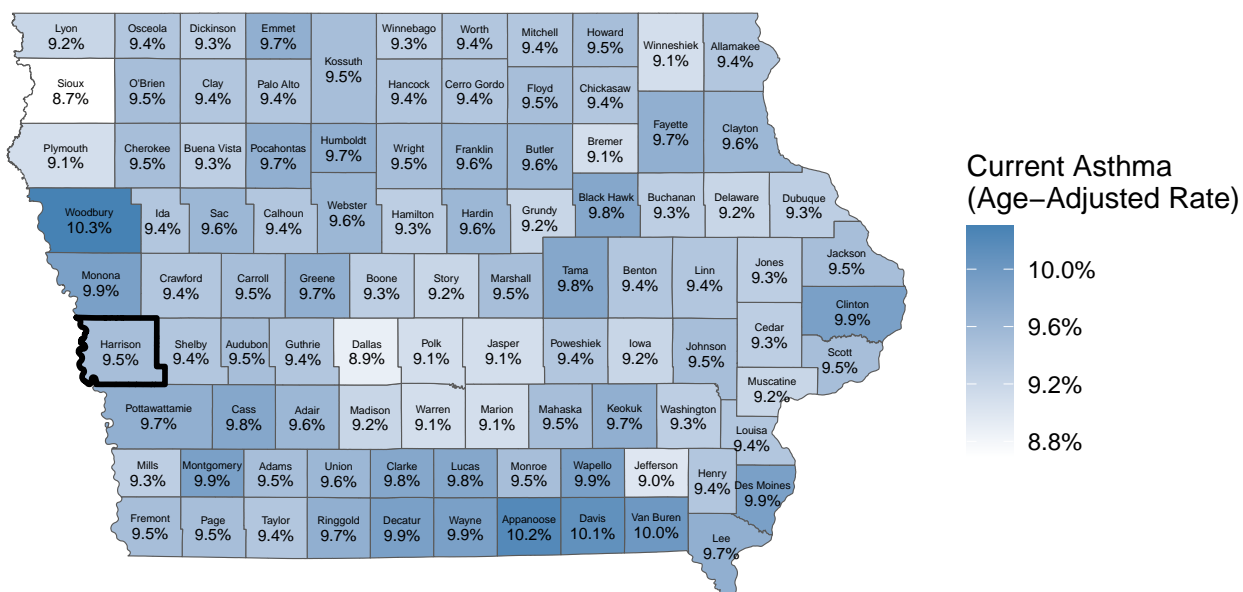 Lyon
9.2%
Osceola
9.4%
Dickinson
9.3%
Emmet
9.7%
Kossuth
9.5%
Winnebago
9.3%
Worth
9.4%
Mitchell
9.4%
Howard
9.5%
Winneshiek
9.1%
Allamakee
9.4%
Sioux
8.7%
O'Brien
9.5%
Clay
9.4%
Palo Alto
9.4%
Hancock
9.4%
Cerro Gordo
9.4%
Floyd
9.5%
Chickasaw
9.4%
Fayette
9.7%
Clayton
9.6%
Plymouth
9.1%
Cherokee
9.5%
Buena Vista
9.3%
Pocahontas
9.7%
Humboldt
9.7%
Wright
9.5%
Franklin
9.6%
Butler
9.6%
Bremer
9.1%
Woodbury
10.3%
Ida
9.4%
Sac
9.6%
Calhoun
9.4%
Webster
9.6%
Hamilton
9.3%
Hardin
9.6%
Grundy
9.2%
Black Hawk
9.8%
Buchanan
9.3%
Delaware
9.2%
Dubuque
9.3%
Monona
9.9%
Crawford
9.4%
Carroll
9.5%
Greene
9.7%
Boone
9.3%
Story
9.2%
Marshall
9.5%
Tama
9.8%
Benton
9.4%
Linn
9.4%
Jones
9.3%
Jackson
9.5%
Clinton
9.9%
Harrison
9.5%
Shelby
9.4%
Audubon
9.5%
Guthrie
9.4%
Dallas
8.9%
Polk
9.1%
Jasper
9.1%
Poweshiek
9.4%
Iowa
9.2%
Johnson
9.5%
Cedar
9.3%
Scott
9.5%
Muscatine
9.2%
Pottawattamie
9.7%
Cass
9.8%
Adair
9.6%
Madison
9.2%
Warren
9.1%
Marion
9.1%
Mahaska
9.5%
Keokuk
9.7%
Washington
9.3%
Louisa
9.4%
Mills
9.3%
Montgomery
9.9%
Adams
9.5%
Union
9.6%
Clarke
9.8%
Lucas
9.8%
Monroe
9.5%
Wapello
9.9%
Jefferson
9.0%
Henry
9.4%
Des Moines
9.9%
Fremont
9.5%
Page
9.5%
Taylor
9.4%
Ringgold
9.7%
Decatur
9.9%
Wayne
9.9%
Appanoose
10.2%
Davis
10.1%
Van Buren
10.0%
Lee
9.7%
Current Asthma
(Age−Adjusted Rate)
10.0%
9.6%
9.2%
8.8%